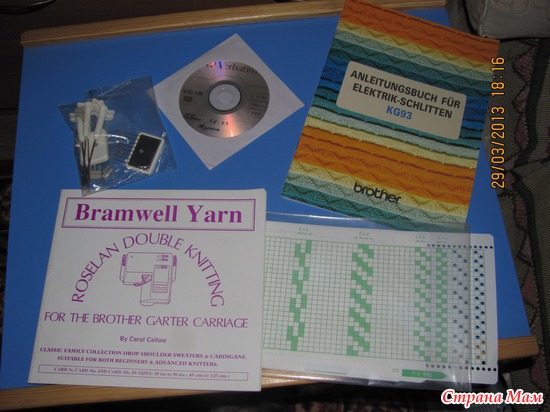 Verbatim
ANLEITUNGSBUCH FÜR
ELEKTRIK-SCHLITTEN
KG93
brother
29/03/2013 18:16
Bramwell Yarn
ROSELAN DOUBLE KNITTING
FOR THE BROTHER GARTER CARRIAGE
By Carol Callow
CLASSIC FAMILY COLLECTION DROP SHOULDER SWEATERS & CARDIGANS.
SUITABLE FOR BOTH BEGINNERS & ADVANCED KNITTERS.
Страна Мам